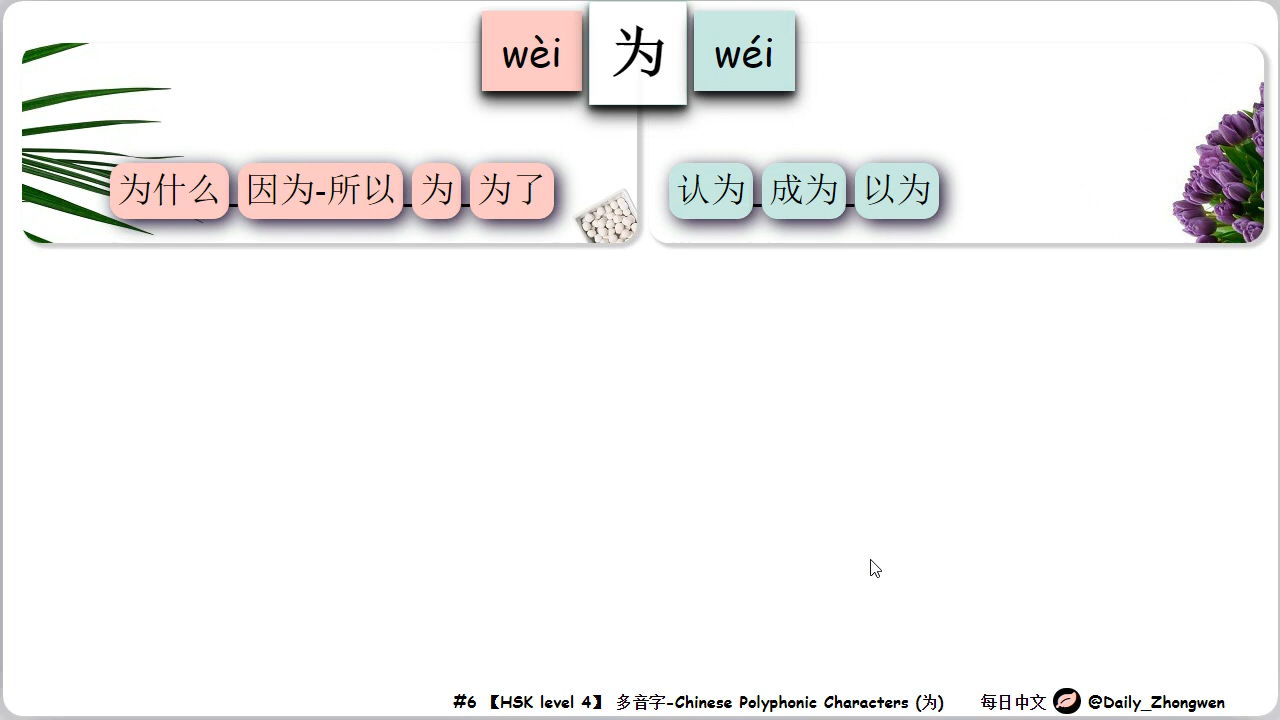 wèi 为 wéi
为什么 因为-所以 为 为了 认为 成为 以为
#6 【HSK level 4】 多音字-Chinese Polyphonic Characters (为) 每日中文 @Daily_Zhongwen